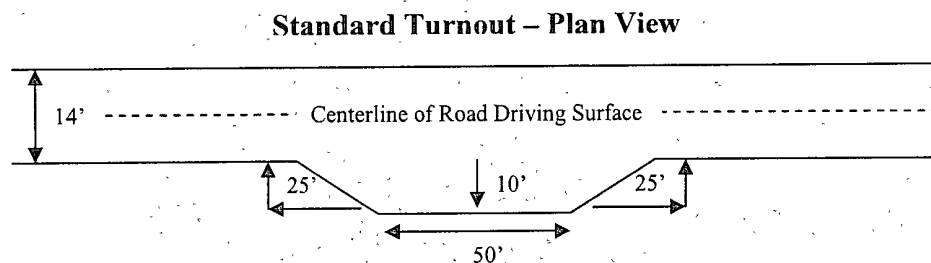 Standard Turnout – Plan View
14’
Centerline of Road Driving Surface
25’
10’
25’
50’